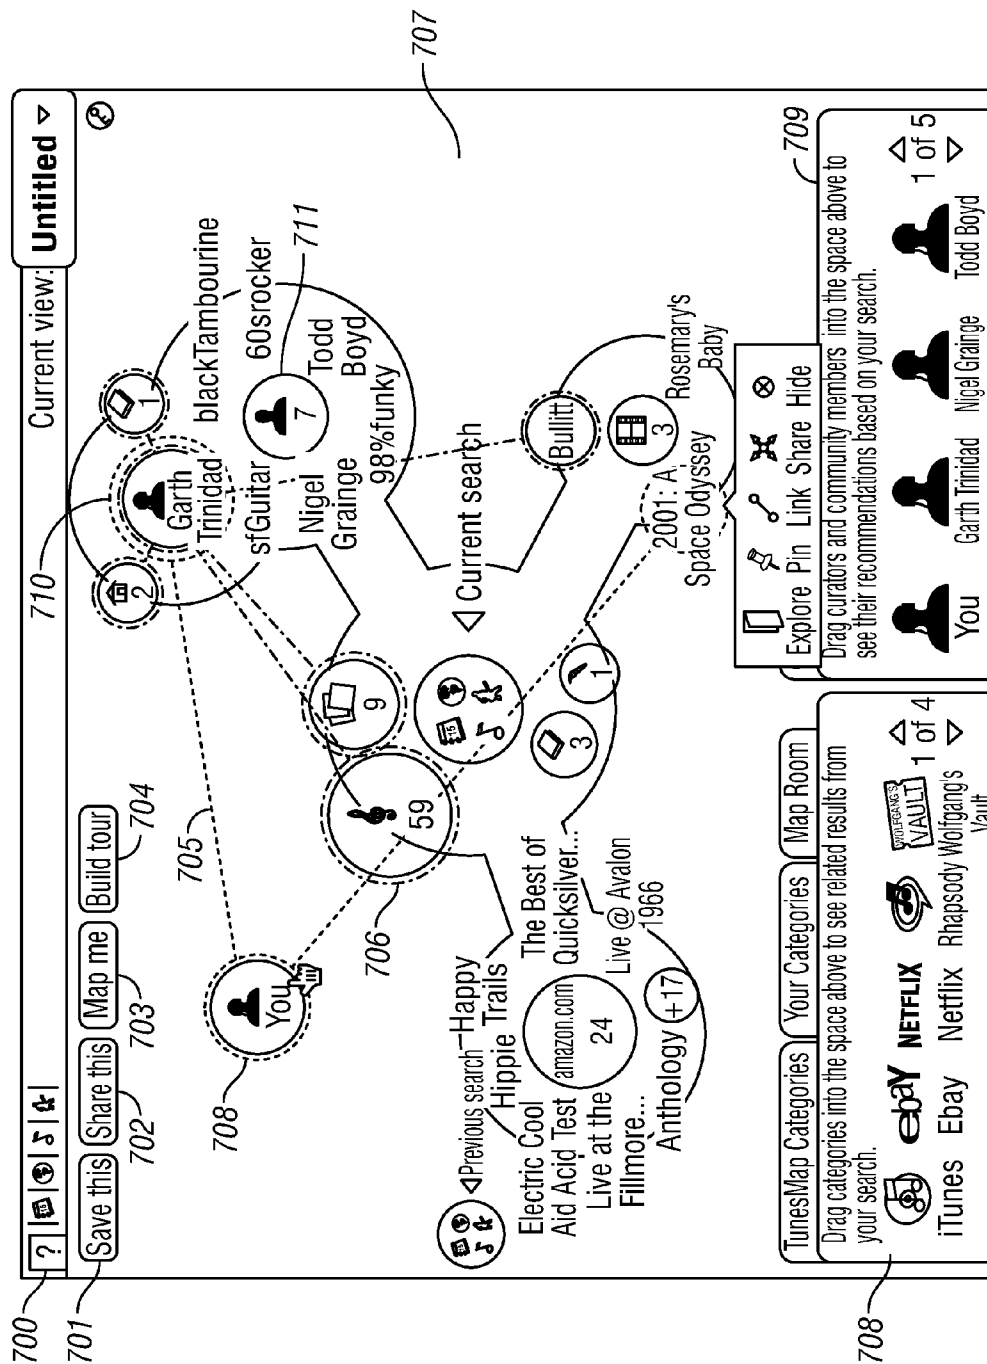 700
?
Current view:
Untitled
701
Save this
702
Share this
703
Map me
704
Build tour
705
706
707
708
You
710
2
1
Garth
Trinidad
blackTambourine
sfGuitar
60srocker
711
7
Todd
Boyd
Nigel
Grainge
98%funky
9
59
Current search
Bullitt
3
Rosemary's
Baby
2001: A
Space Odyssey
3
1
Previous search
Happy
Trails
Hippie
Electric Cool
Aid Acid Test
The Best of
Quicksilver...
amazon.com
24
Live @ Avalon
1966
Live at the
Fillmore...
Anthology
+17
Explore Pin Link Share Hide
TunesMap Categories
Your Categories
Map Room
Drag categories into the space above to see related results from
your search.
708
iTunes
ebaY
Ebay
NETFLIX
Netflix
Rhapsody
WOLFGANG'S
VAULT
Wolfgang's
Vault
1 of 4
709
Drag curators and community members into the space above to
see their recommendations based on your search.
You
Garth Trinidad
Nigel Grainge
Todd Boyd
1 of 5